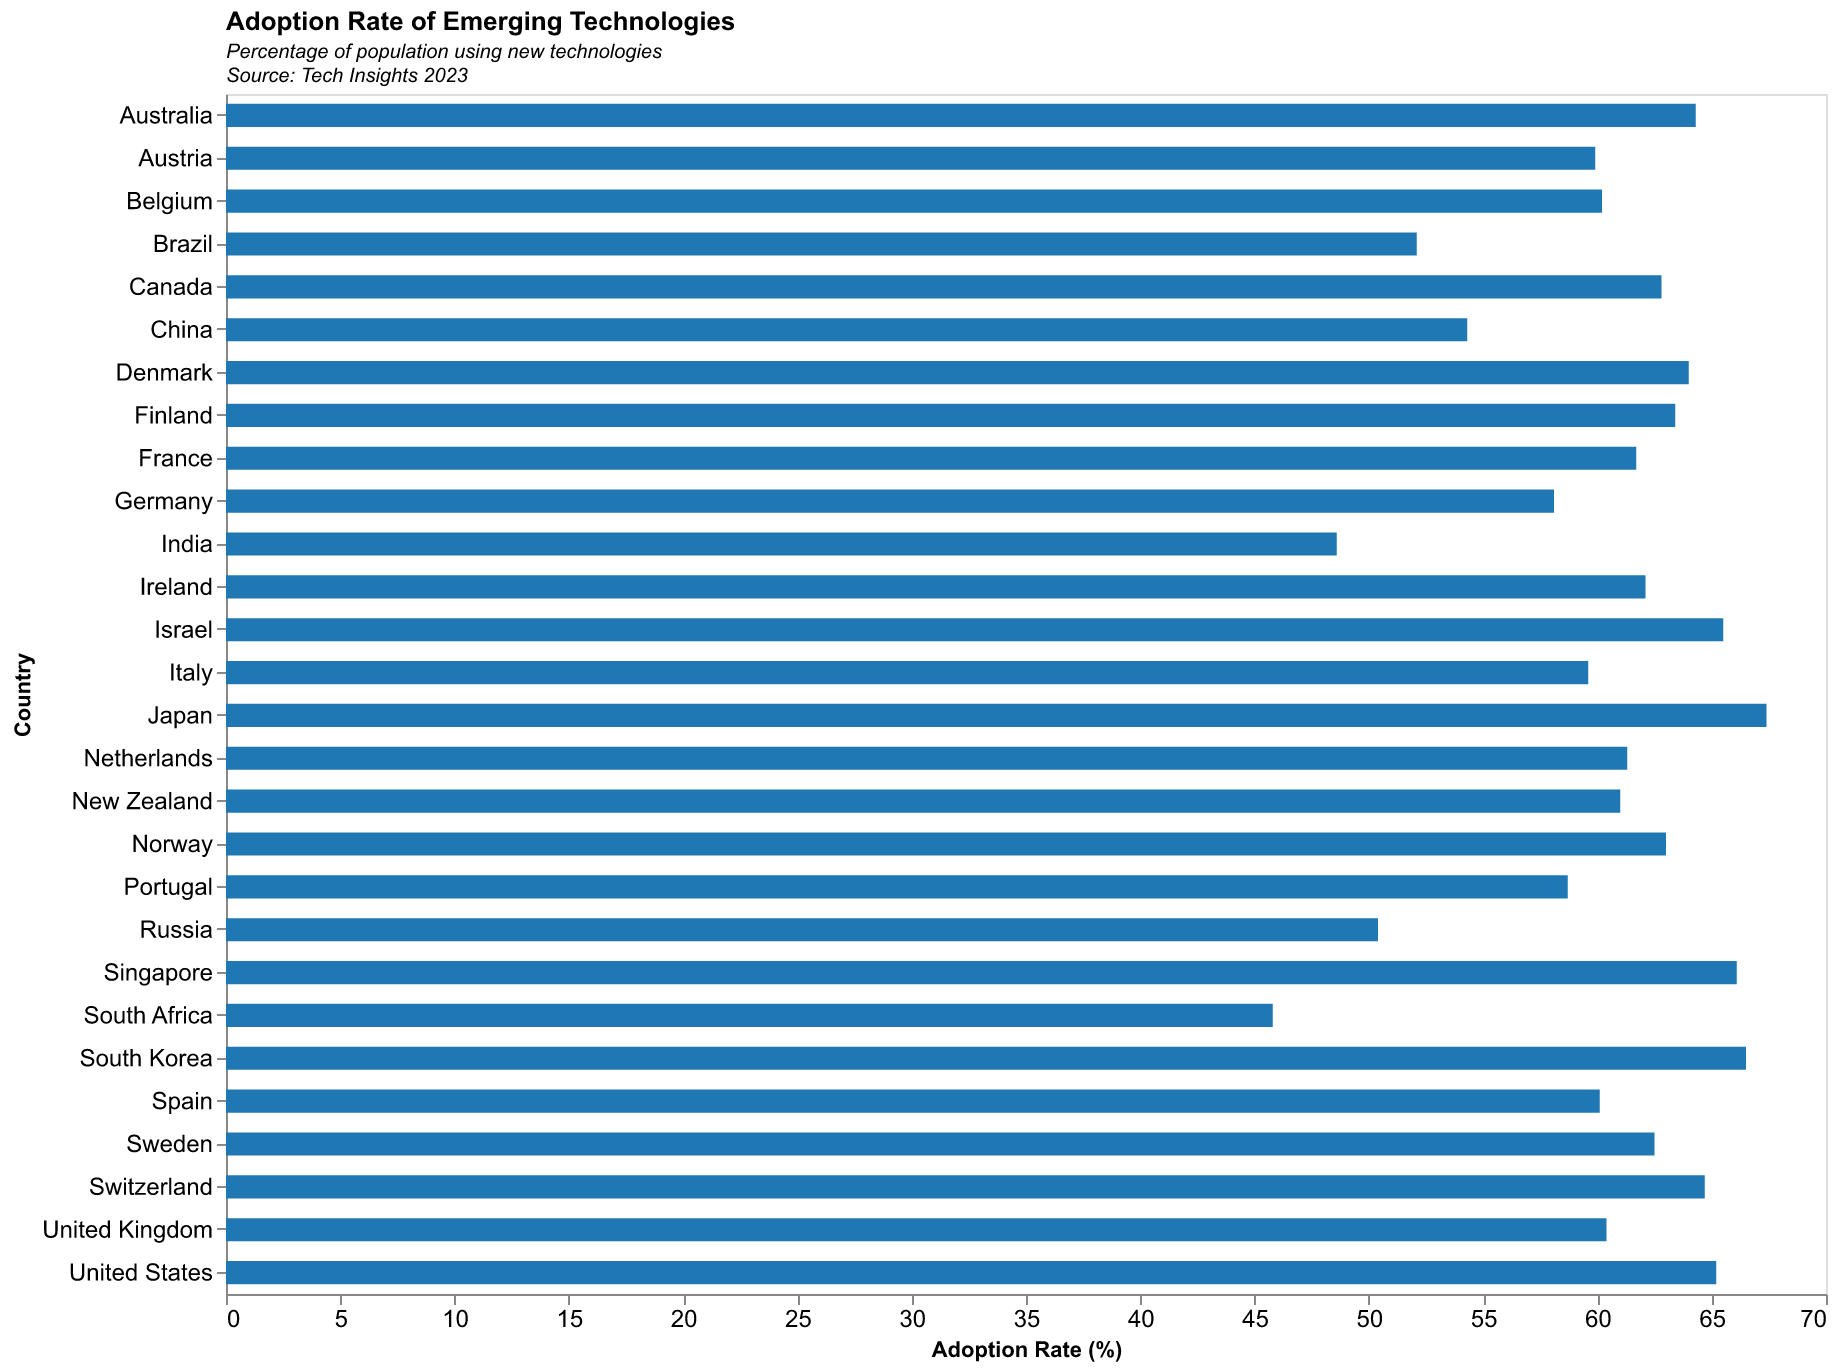 Adoption Rate of Emerging Technologies
Percentage of population using new technologies
Source: Tech Insights 2023
Australia
Austria
Belgium
Brazil
Canada
China
Denmark
Finland
France
Germany
India
Ireland
Israel
Italy
Japan
Netherlands
New Zealand
Norway
Portugal
Russia
Singapore
South Africa
South Korea
Spain
Sweden
Switzerland
United Kingdom
United States
Country
0 5 10 15 20 25 30 35 40 45 50 55 60 65 70
Adoption Rate (%)